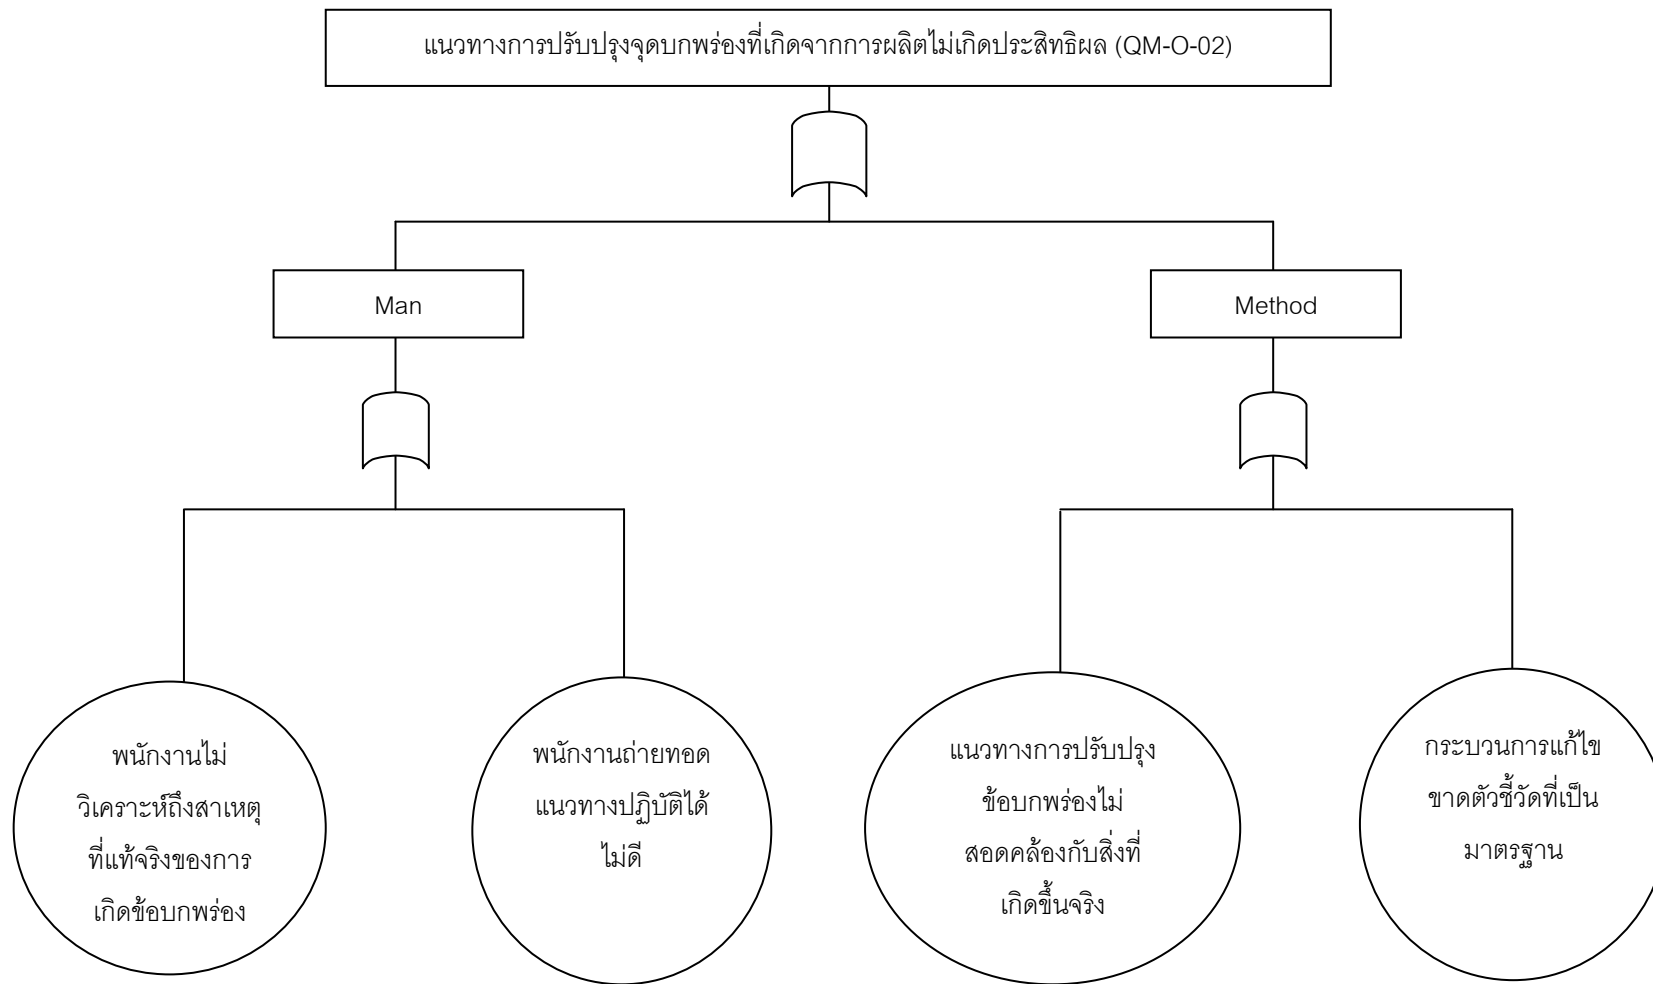 แนวทางการปรับปรุงจุดบกพร่องที่เกิดจากการผลิตไม่เกิดประสิทธิผล (QM-O-02)
Man
Method
พนักงานไม่
วิเคราะห์ถึงสาเหตุ
ที่แท้จริงของการ
เกิดข้อบกพร่อง
พนักงานถ่ายทอด
แนวทางปฏิบัติได้
ไม่ดี
แนวทางการปรับปรุง
ข้อบกพร่องไม่
สอดคล้องกับสิ่งที่
เกิดขึ้นจริง
กระบวนการแก้ไข
ขาดตัวชี้วัดที่เป็น
มาตรฐาน